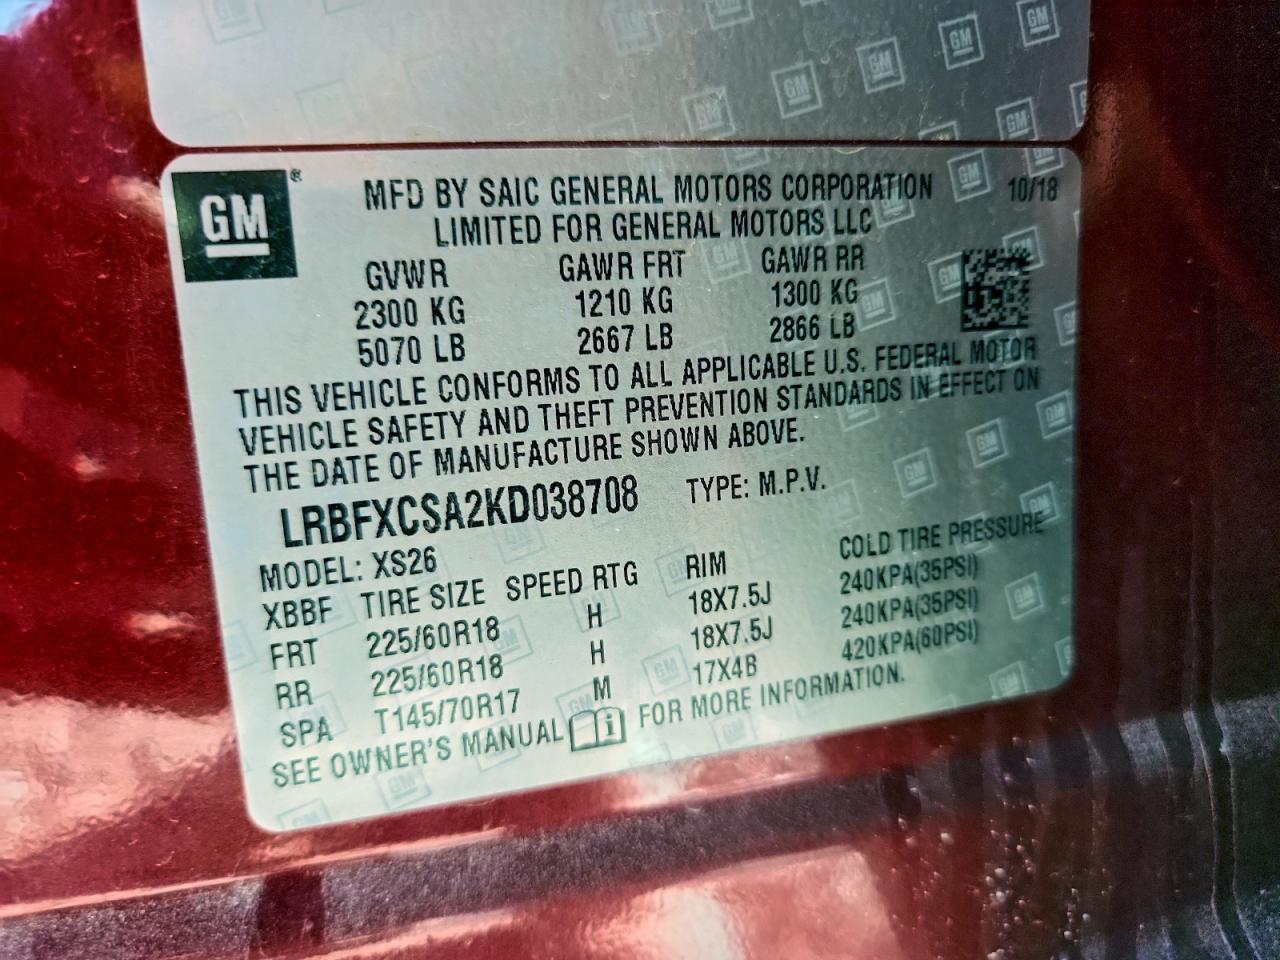 GM
MFD BY SAIC GENERAL MOTORS CORPORATION 10/18
LIMITED FOR GENERAL MOTORS LLC
GVWR GAWR FRT GAWR RR
2300 KG 1210 KG 1300 KG
5070 LB 2667 LB 2866 LB
THIS VEHICLE CONFORMS TO ALL APPLICABLE U.S. FEDERAL MOTOR
VEHICLE SAFETY AND THEFT PREVENTION STANDARDS IN EFFECT ON
THE DATE OF MANUFACTURE SHOWN ABOVE.
LRBFXCSA2KD038708 TYPE: M.P.V.
MODEL: XS26
XBBF TIRE SIZE SPEED RTG RIM COLD TIRE PRESSURE
FRT 225/60R18 H 18X7.5J 240KPA(35PSI)
RR 225/60R18 H 18X7.5J 240KPA(35PSI)
SPA T145/70R17 M 17X4B 420KPA(60PSI)
SEE OWNER'S MANUAL FOR MORE INFORMATION.